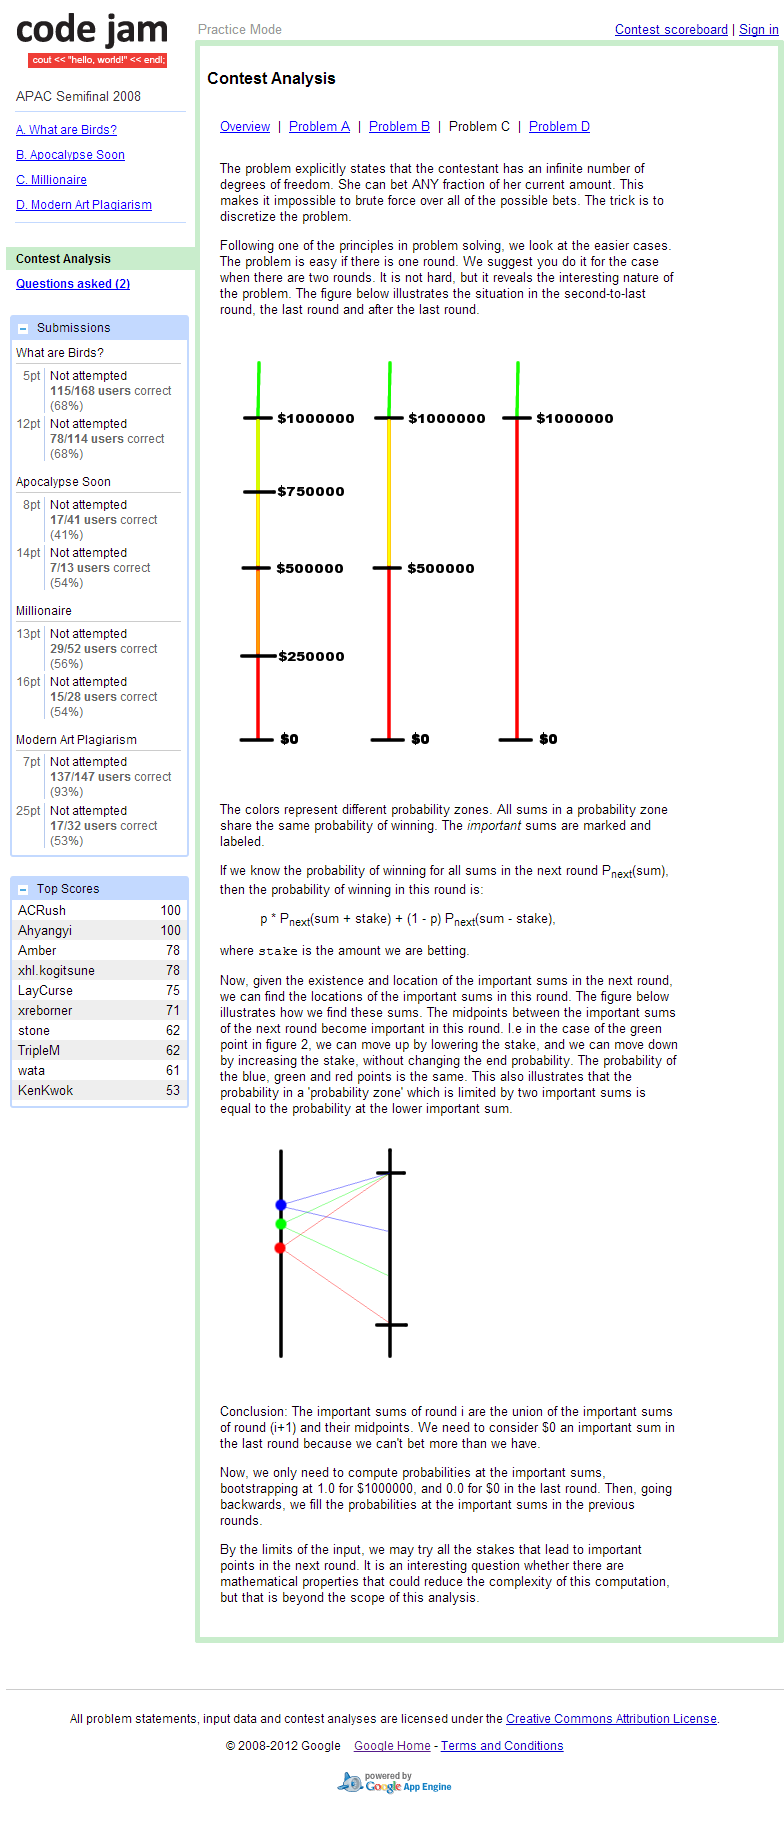 code jam
cout << "hello, world!" << endl;
Practice Mode
Contest scoreboard | Sign in
APAC Semifinal 2008
A. What are Birds?
B. Apocalypse Soon
C. Millionaire
D. Modern Art Plagiarism
Contest Analysis
Questions asked (2)
Submissions
What are Birds?
5pt Not attempted
115/168 users correct
(68%)
12pt Not attempted
78/114 users correct
(68%)
Apocalypse Soon
8pt Not attempted
17/41 users correct
(41%)
14pt Not attempted
7/13 users correct
(54%)
Millionaire
13pt Not attempted
29/52 users correct
(56%)
16pt Not attempted
15/28 users correct
(54%)
Modern Art Plagiarism
7pt Not attempted
137/147 users correct
(93%)
25pt Not attempted
17/32 users correct
(53%)
Top Scores
ACRush 100
Ahyangyi 100
Amber 78
xhl.kogitsune 78
LayCurse 75
xreborner 71
stone 62
TripleM 62
wata 61
KenKwok 53
Contest Analysis
Overview | Problem A | Problem B | Problem C | Problem D
The problem explicitly states that the contestant has an infinite number of
degrees of freedom. She can bet ANY fraction of her current amount. This
makes it impossible to brute force over all of the possible bets. The trick is to
discretize the problem.
Following one of the principles in problem solving, we look at the easier cases.
The problem is easy if there is one round. We suggest you do it for the case
when there are two rounds. It is not hard, but it reveals the interesting nature of
the problem. The figure below illustrates the situation in the second-to-last
round, the last round and after the last round.
$1000000 $1000000 $1000000
$750000
$500000 $500000
$250000
$0 $0 $0
The colors represent different probability zones. All sums in a probability zone
share the same probability of winning. The important sums are marked and
labeled.
If we know the probability of winning for all sums in the next round Pnext(sum),
then the probability of winning in this round is:
p * Pnext(sum + stake) + (1 - p) Pnext(sum - stake),
where stake is the amount we are betting.
Now, given the existence and location of the important sums in the next round,
we can find the locations of the important sums in this round. The figure below
illustrates how we find these sums. The midpoints between the important sums
of the next round become important in this round. I.e in the case of the green
point in figure 2, we can move up by lowering the stake, and we can move down
by increasing the stake, without changing the end probability. The probability of
the blue, green and red points is the same. This also illustrates that the
probability in a 'probability zone' which is limited by two important sums is
equal to the probability at the lower important sum.
Conclusion: The important sums of round i are the union of the important sums
of round (i+1) and their midpoints. We need to consider $0 an important sum in
the last round because we can't bet more than we have.
Now, we only need to compute probabilities at the important sums,
bootstrapping at 1.0 for $1000000, and 0.0 for $0 in the last round. Then, going
backwards, we fill the probabilities at the important sums in the previous
rounds.
By the limits of the input, we may try all the stakes that lead to important
points in the next round. It is an interesting question whether there are
mathematical properties that could reduce the complexity of this computation,
but that is beyond the scope of this analysis.
All problem statements, input data and contest analyses are licensed under the Creative Commons Attribution License.
© 2008-2012 Google Google Home - Terms and Conditions
powered by
Google App Engine